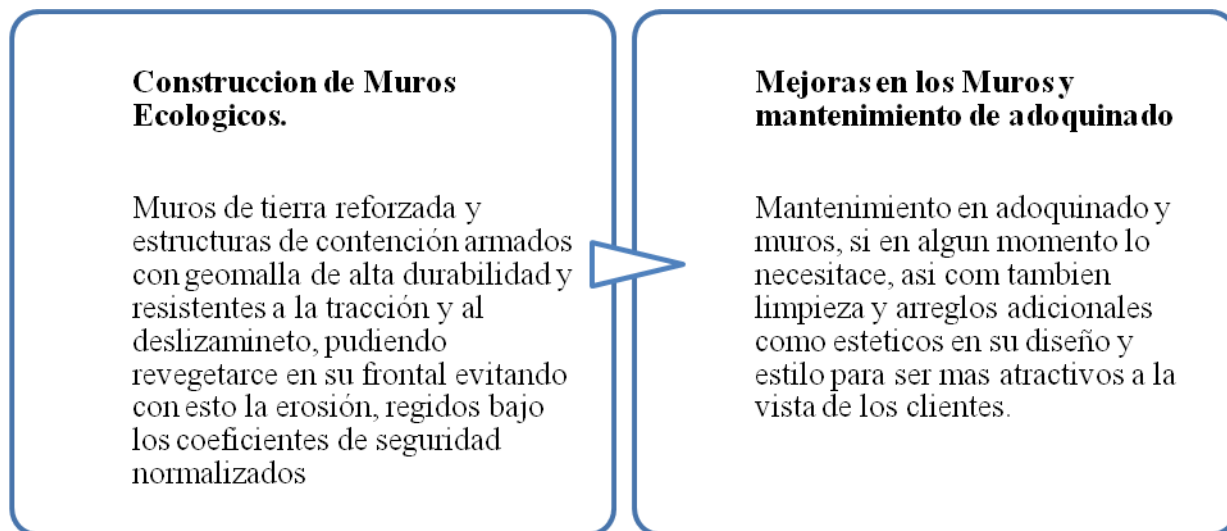 Construccion de Muros
Ecologicos.
Muros de tierra reforzada y
estructuras de contención armados
con geomalla de alta durabilidad y
resistentes a la tracción y al
deslizamineto, pudiendo
revegetarce en su frontal evitando
con esto la erosión, regidos bajo
los coeficientes de seguridad
normalizados
Mejoras en los Muros y
mantenimiento de adoquinado
Mantenimiento en adoquinado y
muros, si en algun momento lo
necesitace, asi com tambien
limpieza y arreglos adicionales
como esteticos en su diseño y
estilo para ser mas atractivos a la
vista de los clientes.